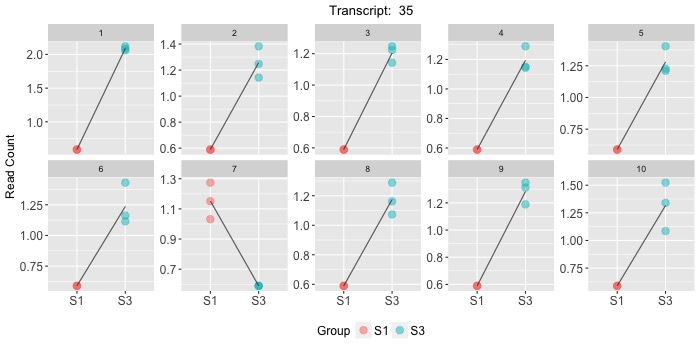 Transcript: 35
1 2 3 4 5
2.0 1.5 1.0
1.4 1.2 1.0 0.8 0.6
1.2 1.0 0.8 0.6
1.2 1.0 0.8 0.6
1.25 1.00 0.75
Read Count
6 7 8 9 10
1.25 1.00 0.75
1.3 1.1 0.9 0.7
1.2 1.0 0.8 0.6
1.2 1.0 0.8 0.6
1.50 1.25 1.00 0.75
S1 S3 S1 S3 S1 S3 S1 S3 S1 S3
Group S1 S3